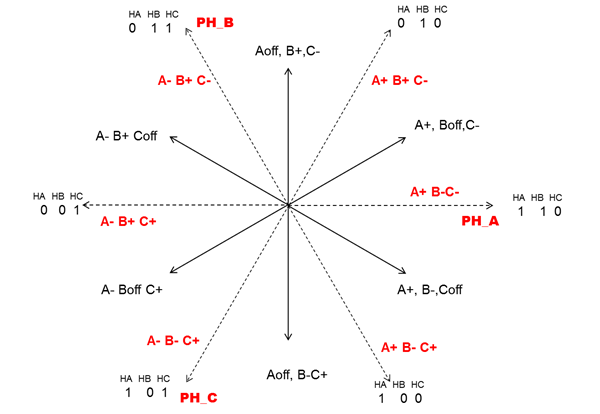 HA HB HC
0 1 1
PH_B
HA HB HC
0 1 0
Aoff, B+,C-
A- B+ C-
A+ B+ C-
A- B+ Coff
A+, Boff,C-
HA HB HC
0 0 1
A+ B-C-
HA HB HC
1 1 0
A- B+ C+
PH_A
A- Boff C+
A+, B-,Coff
A- B- C+
A+ B- C+
Aoff, B-C+
HA HB HC
1 0 1
PH_C
HA HB HC
1 0 0